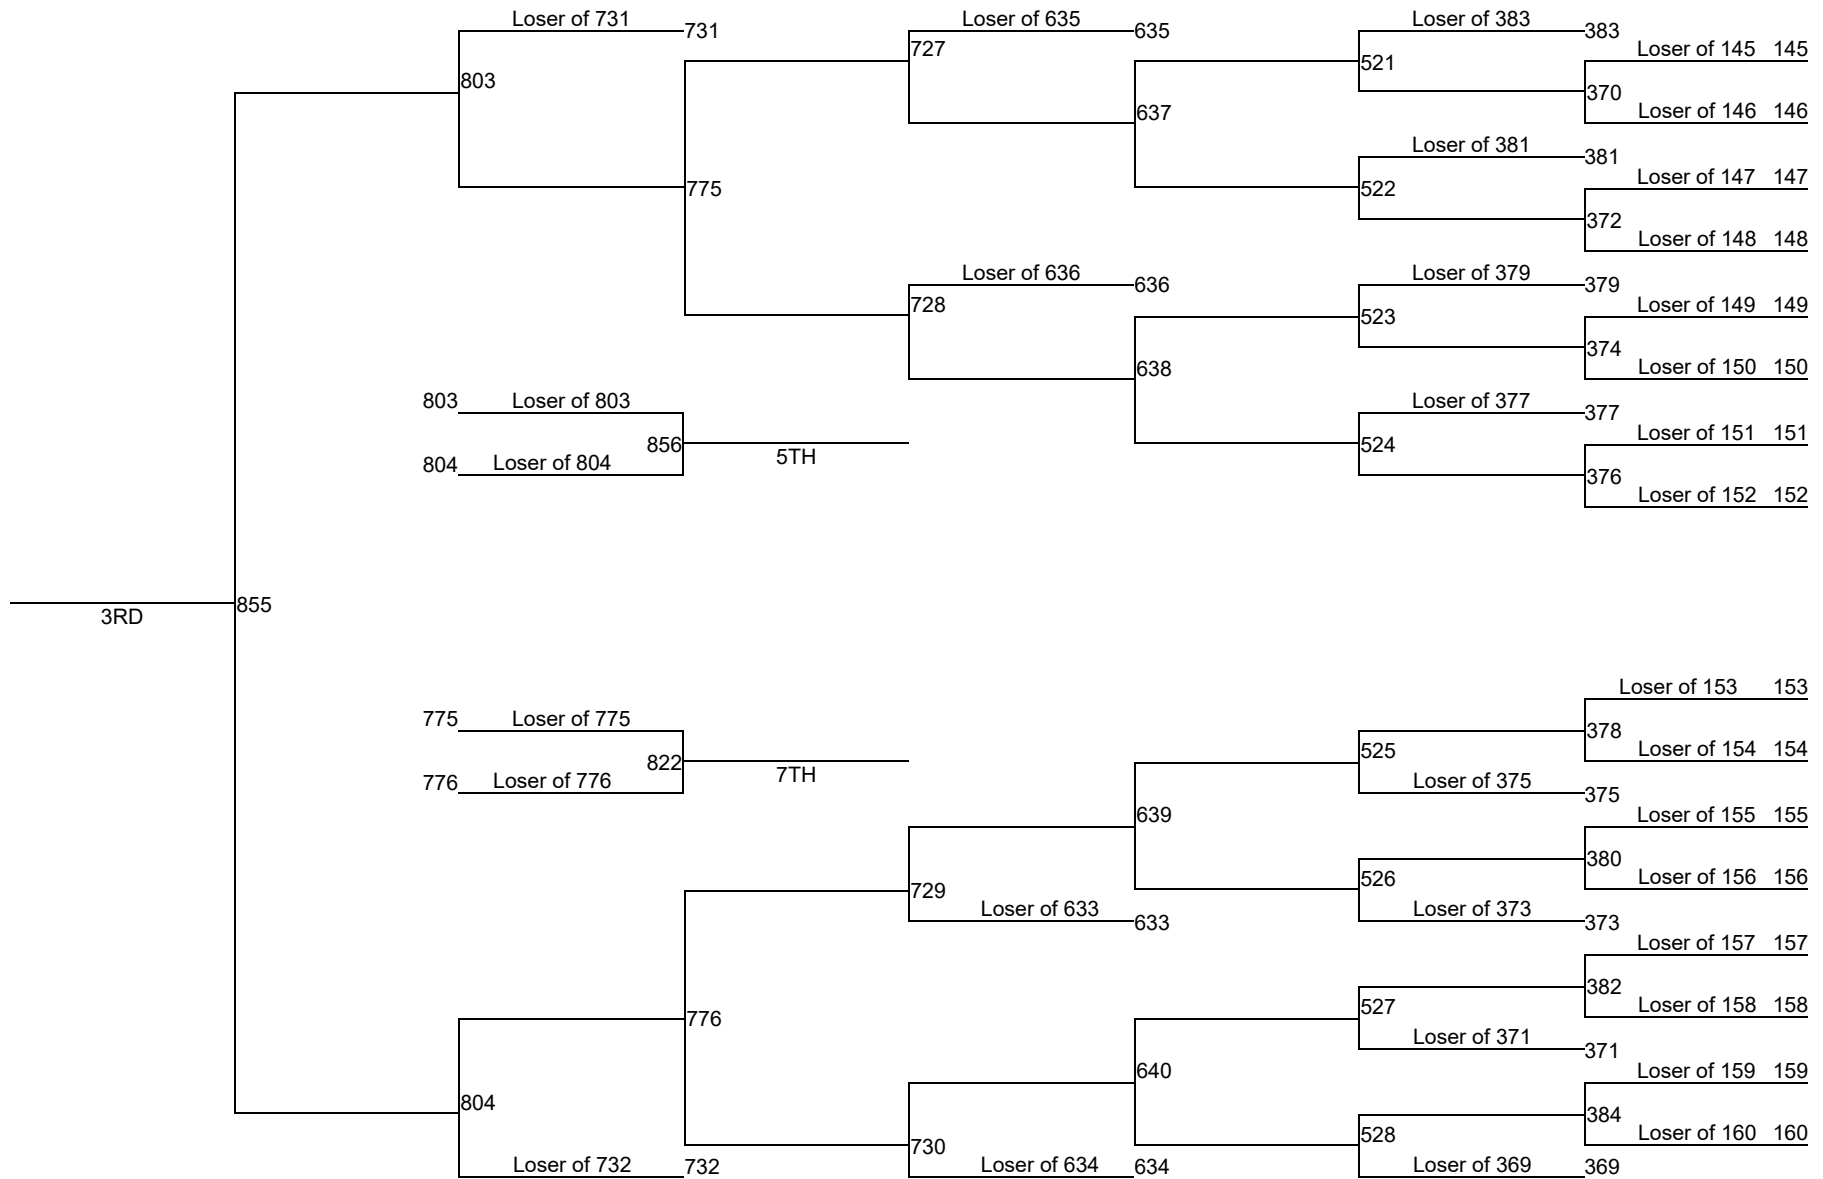 Loser of 731 731 Loser of 635 635 Loser of 383 383
727 Loser of 145 145
521
803 370
637 Loser of 146 146
Loser of 381 381
Loser of 147 147
775 522
372
Loser of 148 148
Loser of 636 636 Loser of 379 379
728 Loser of 149 149
523
374
638 Loser of 150 150
803 Loser of 803 Loser of 377 377
Loser of 151 151
856 524
5TH
804 Loser of 804 376
Loser of 152 152
855
3RD
Loser of 153 153
775 Loser of 775 378
525 Loser of 154 154
822
7TH
776 Loser of 776 Loser of 375 375
639 Loser of 155 155
380
729 526 Loser of 156 156
Loser of 633 633 Loser of 373 373
Loser of 157 157
382
776 527 Loser of 158 158
Loser of 371 371
640 Loser of 159 159
804 384
730 528 Loser of 160 160
Loser of 732 732 Loser of 634 634 Loser of 369 369